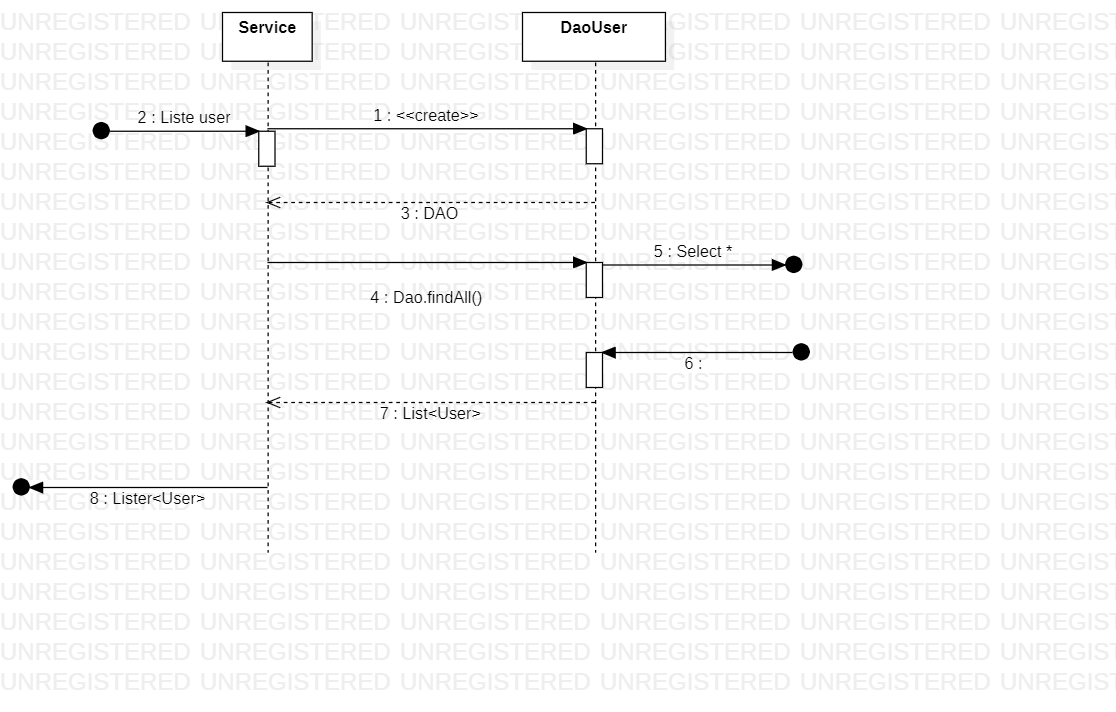 Service
DaoUser
2 : Liste user
1 : <<create>>
3 : DAO
5 : Select *
4 : Dao.findAll()
6 :
7 : List<User>
8 : Lister<User>
UNREGISTERED UNREGISTERED UNREGISTERED UNREGISTERED UNREGISTERED UNREGISTERED